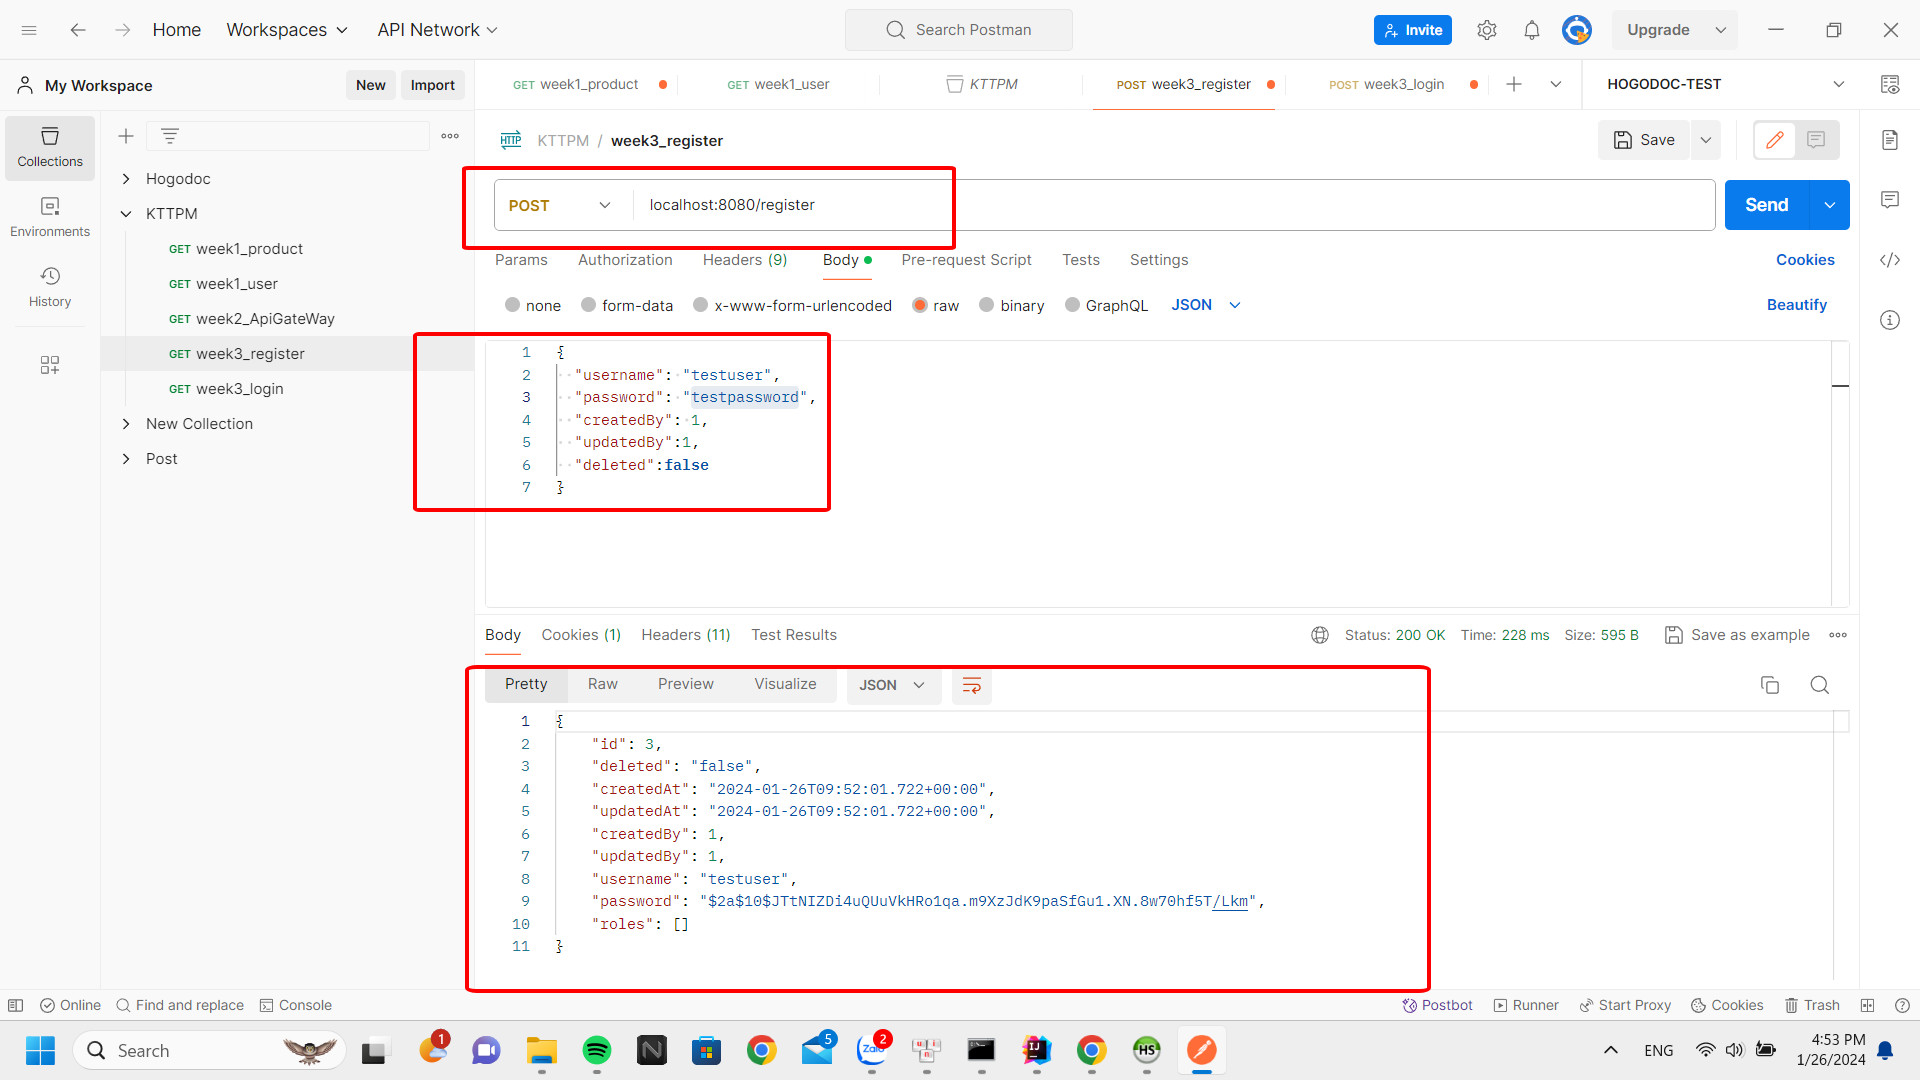 Home Workspaces API Network Search Postman Invite Upgrade
My Workspace New Import GET week1_product GET week1_user KTTPM POST week3_register POST week3_login HOGODOC-TEST
Collections
Environments
History
Hogodoc
KTTPM
GET week1_product
GET week1_user
GET week2_ApiGateWay
GET week3_register
GET week3_login
New Collection
Post
HTTP KTTPM / week3_register Save
POST localhost:8080/register Send
Params Authorization Headers (9) Body Pre-request Script Tests Settings Cookies
none form-data x-www-form-urlencoded raw binary GraphQL JSON Beautify
1 {
2 "username": "testuser",
3 "password": "testpassword",
4 "createdBy": 1,
5 "updatedBy":1,
6 "deleted":false
7 }
Body Cookies (1) Headers (11) Test Results Status: 200 OK Time: 228 ms Size: 595 B Save as example
Pretty Raw Preview Visualize JSON
1 {
2 "id": 3,
3 "deleted": "false",
4 "createdAt": "2024-01-26T09:52:01.722+00:00",
5 "updatedAt": "2024-01-26T09:52:01.722+00:00",
6 "createdBy": 1,
7 "updatedBy": 1,
8 "username": "testuser",
9 "password": "$2a$10$JTtNIZDi4uQUuVkHRo1qa.m9XzJdK9paSfGu1.XN.8w70hf5T/Lkm",
10 "roles": []
11 }
Online Find and replace Console Postbot Runner Start Proxy Cookies Trash
Search 1 5 Zalo 2 HS ENG 4:53 PM
1/26/2024